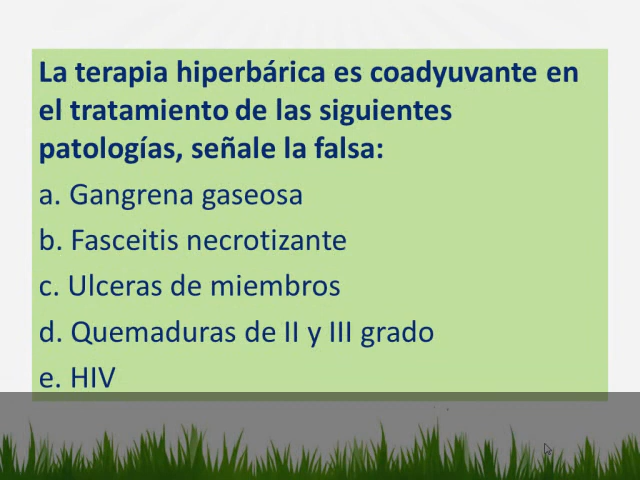 La terapia hiperbárica es coadyuvante en
el tratamiento de las siguientes
patologías, señale la falsa:
a. Gangrena gaseosa
b. Fasceitis necrotizante
c. Ulceras de miembros
d. Quemaduras de II y III grado
e. HIV